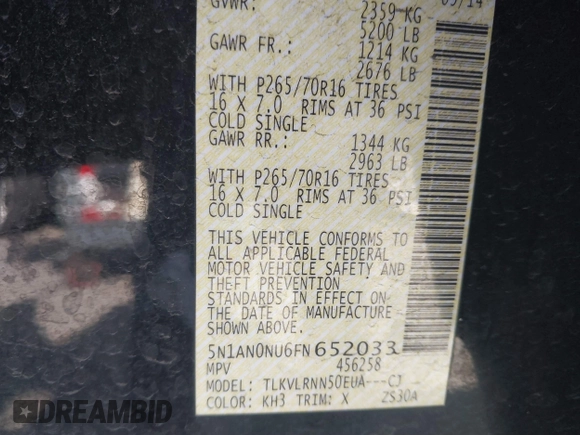 GVWR: 2359 KG 05/14
5200 LB
GAWR FR.: 1214 KG
2676 LB
WITH P265/70R16 TIRES
16 X 7.0 RIMS AT 36 PSI
COLD SINGLE
GAWR RR.: 1344 KG
2963 LB
WITH P265/70R16 TIRES
16 X 7.0 RIMS AT 36 PSI
COLD SINGLE
THIS VEHICLE CONFORMS TO
ALL APPLICABLE FEDERAL
MOTOR VEHICLE SAFETY AND
THEFT PREVENTION
STANDARDS IN EFFECT ON
THE DATE OF MANUFACTURE
SHOWN ABOVE.
5N1AN0NU6FN652033
MPV 456258
MODEL: TLKVLRNN50EUA---CJ
COLOR: KH3 TRIM: X ZS30A
DREAMBID